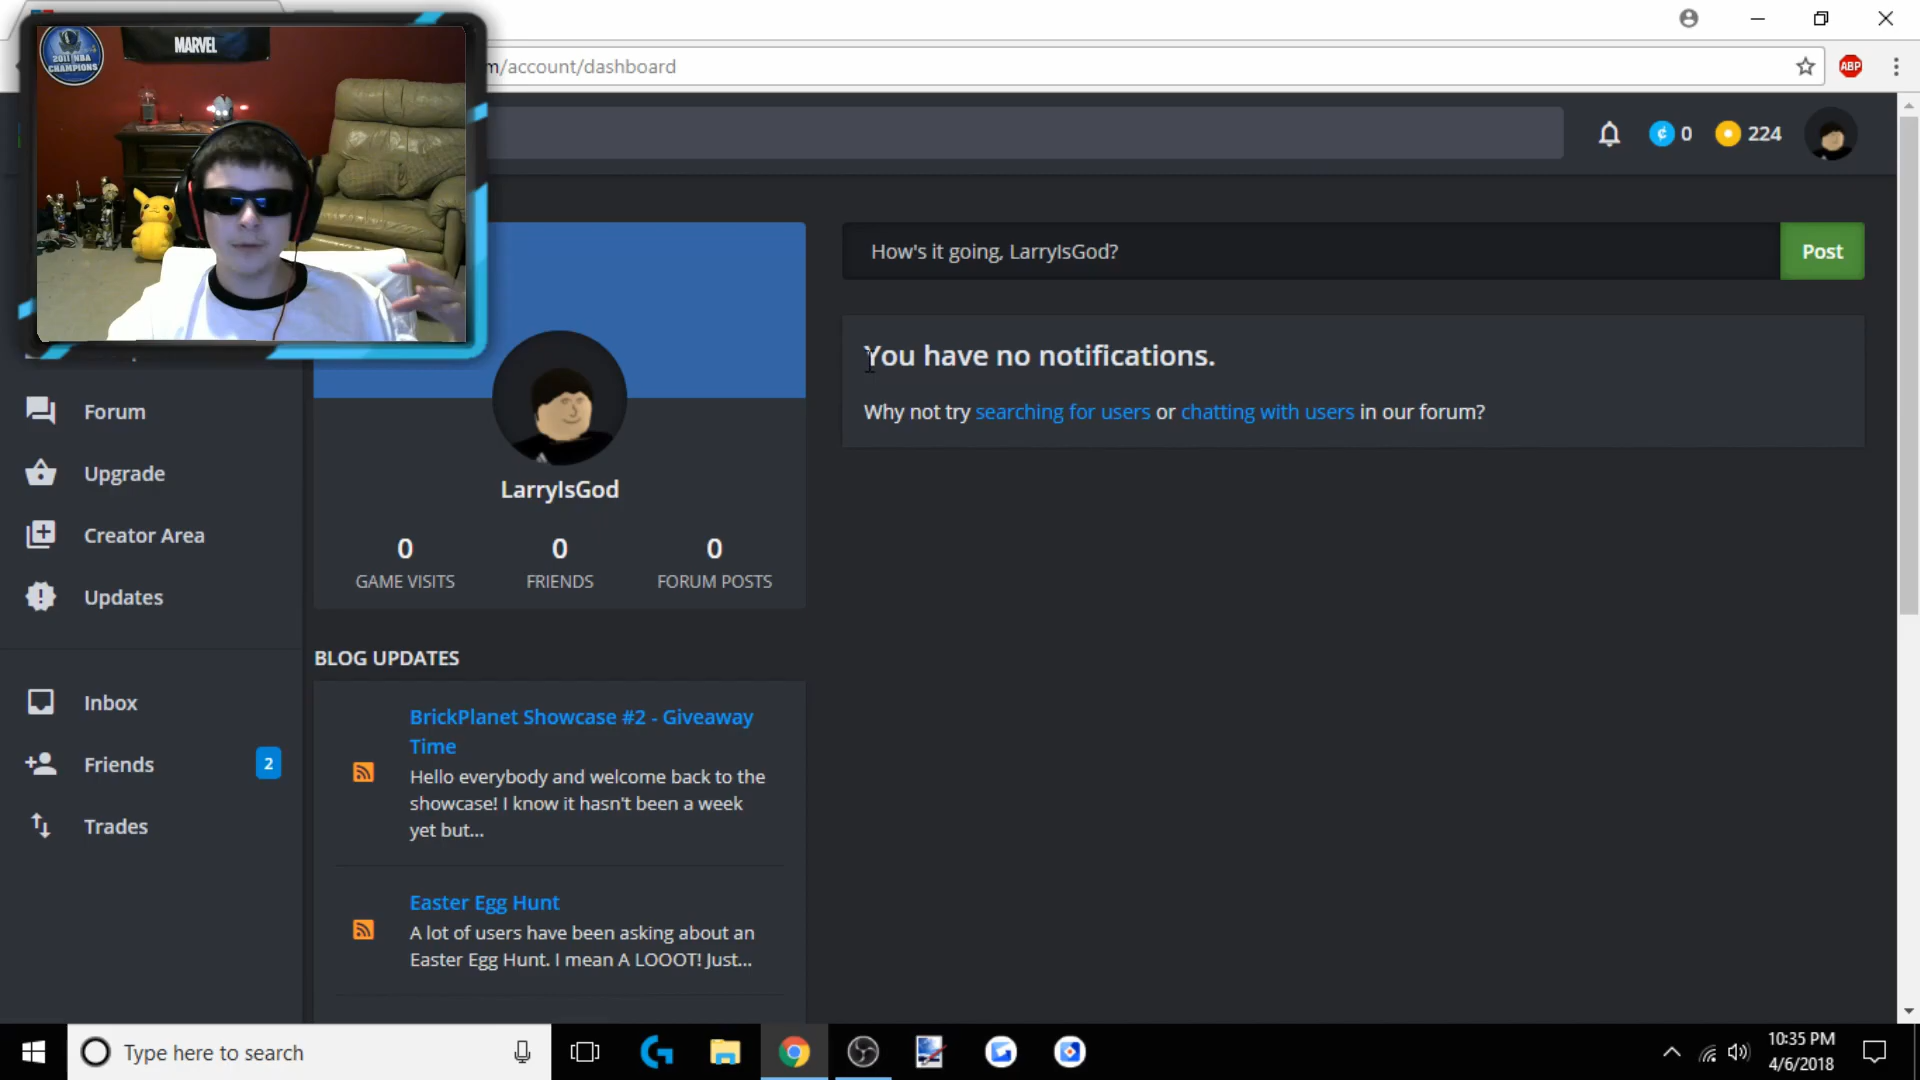 2011 NBA
CHAMPIONS
MARVEL
m/account/dashboard
ABP
0
224
How's it going, LarryIsGod?
Post
You have no notifications.
Why not try searching for users or chatting with users in our forum?
Forum
Upgrade
Creator Area
Updates
Inbox
Friends
2
Trades
LarryIsGod
0
GAME VISITS
0
FRIENDS
0
FORUM POSTS
BLOG UPDATES
BrickPlanet Showcase #2 - Giveaway
Time
Hello everybody and welcome back to the
showcase! I know it hasn't been a week
yet but...
Easter Egg Hunt
A lot of users have been asking about an
Easter Egg Hunt. I mean A LOOOT! Just...
Type here to search
10:35 PM
4/6/2018